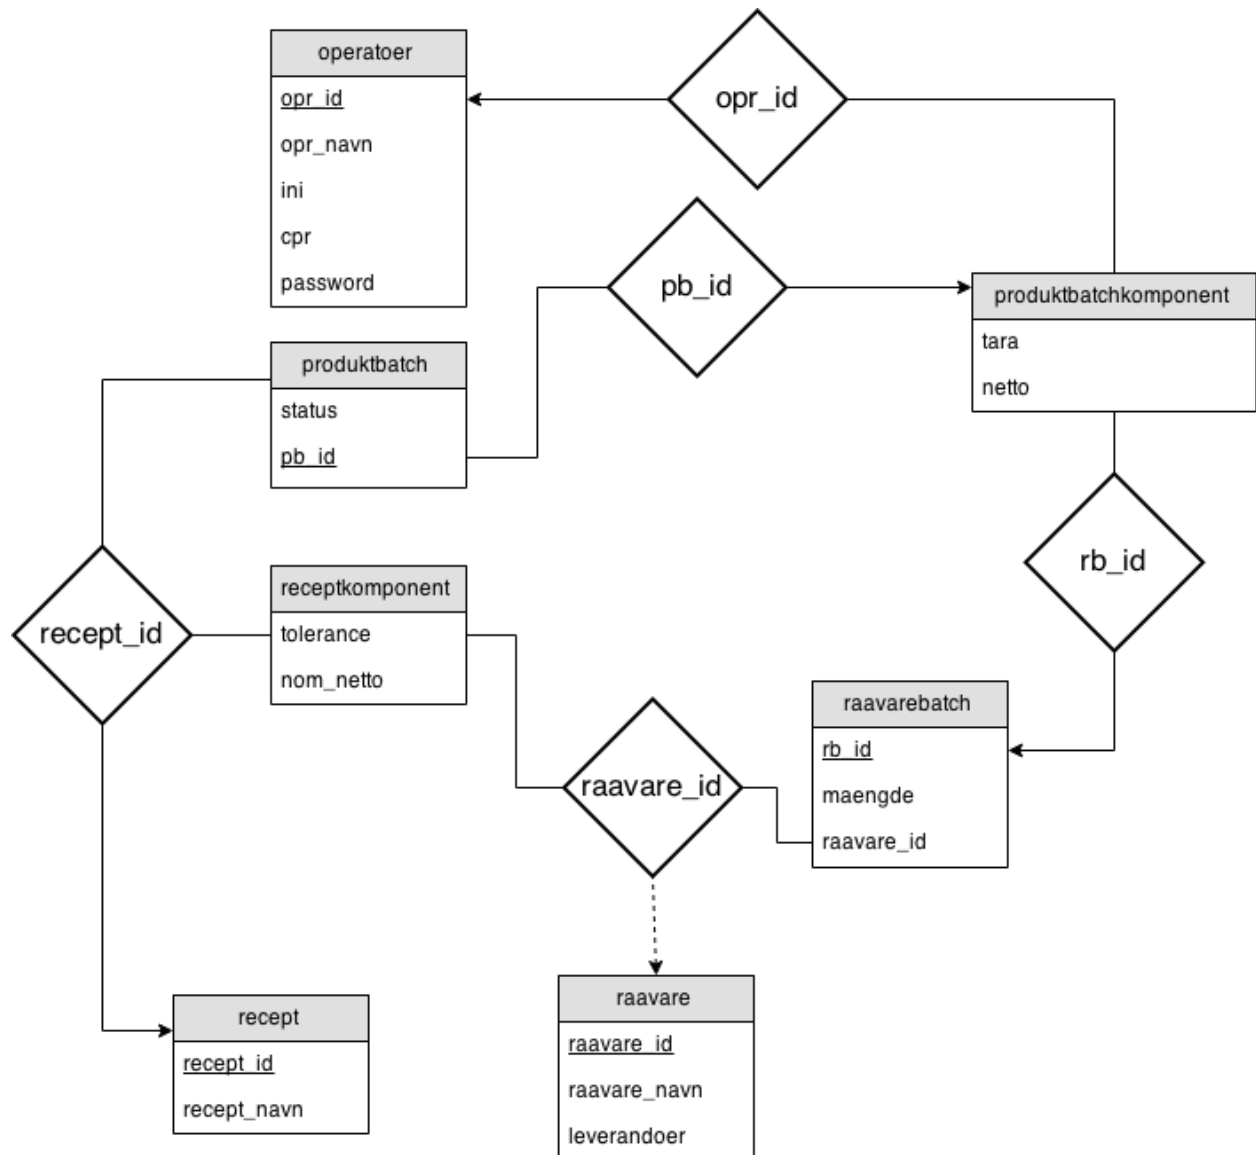 operatoer
opr_id
opr_navn
ini
cpr
password
opr_id
pb_id
produktbatchkomponent
tara
netto
produktbatch
status
pb_id
rb_id
recept_id
receptkomponent
tolerance
nom_netto
raavare_id
raavarebatch
rb_id
maengde
raavare_id
recept
recept_id
recept_navn
raavare
raavare_id
raavare_navn
leverandoer